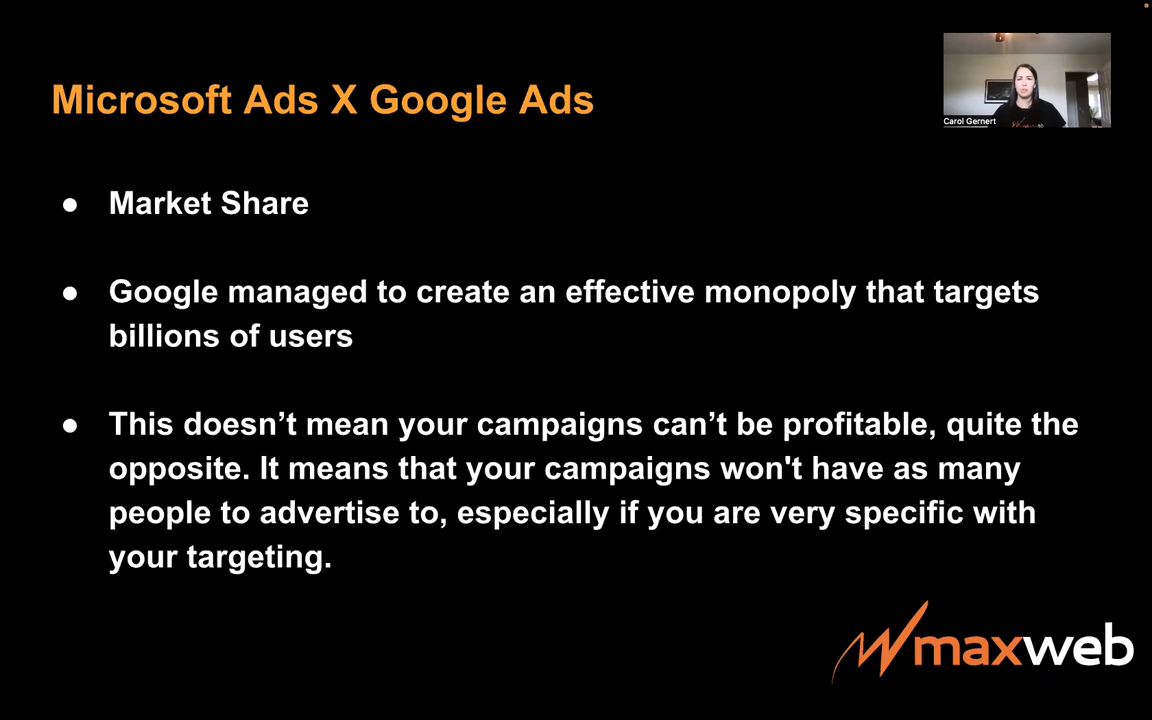 Microsoft Ads X Google Ads
Carol Gernert
● Market Share
● Google managed to create an effective monopoly that targets
billions of users
● This doesn’t mean your campaigns can’t be profitable, quite the
opposite. It means that your campaigns won't have as many
people to advertise to, especially if you are very specific with
your targeting.
maxweb